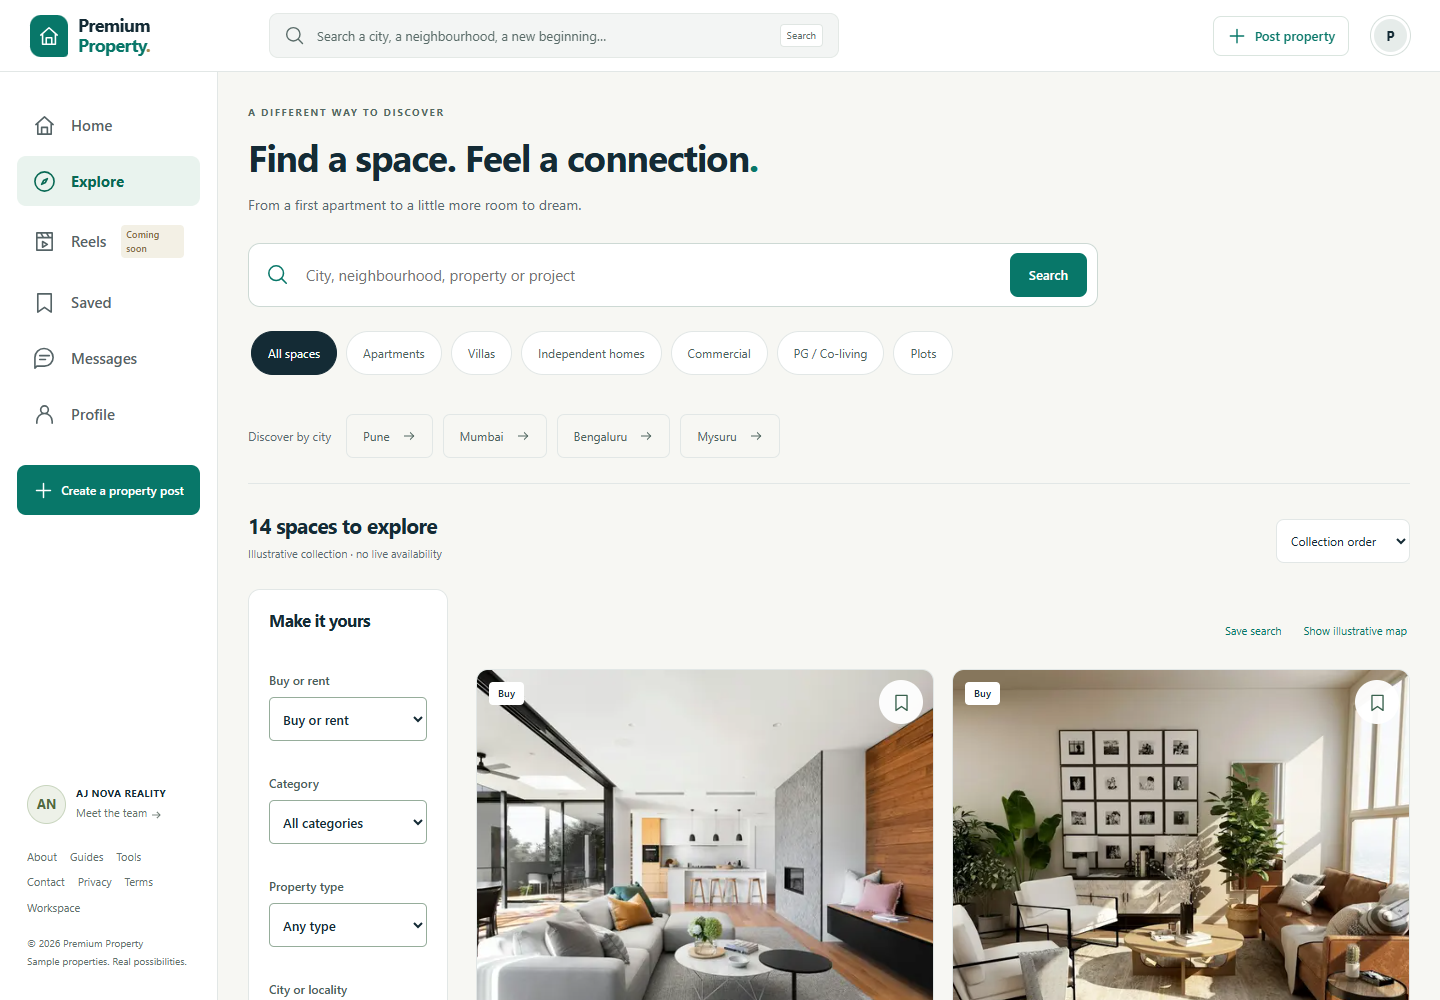 Premium
Property.
Search a city, a neighbourhood, a new beginning...
Search
Post property
P
Home
Explore
Reels
Coming
soon
Saved
Messages
Profile
Create a property post
AN
AJ NOVA REALITY
Meet the team →
About Guides Tools
Contact Privacy Terms
Workspace
© 2026 Premium Property
Sample properties. Real possibilities.
A DIFFERENT WAY TO DISCOVER
Find a space. Feel a connection.
From a first apartment to a little more room to dream.
City, neighbourhood, property or project
Search
All spaces Apartments Villas Independent homes Commercial PG / Co-living Plots
Discover by city Pune → Mumbai → Bengaluru → Mysuru →
14 spaces to explore
Illustrative collection · no live availability
Collection order
Make it yours
Buy or rent
Buy or rent
Category
All categories
Property type
Any type
City or locality
Save search Show illustrative map
Buy
Buy